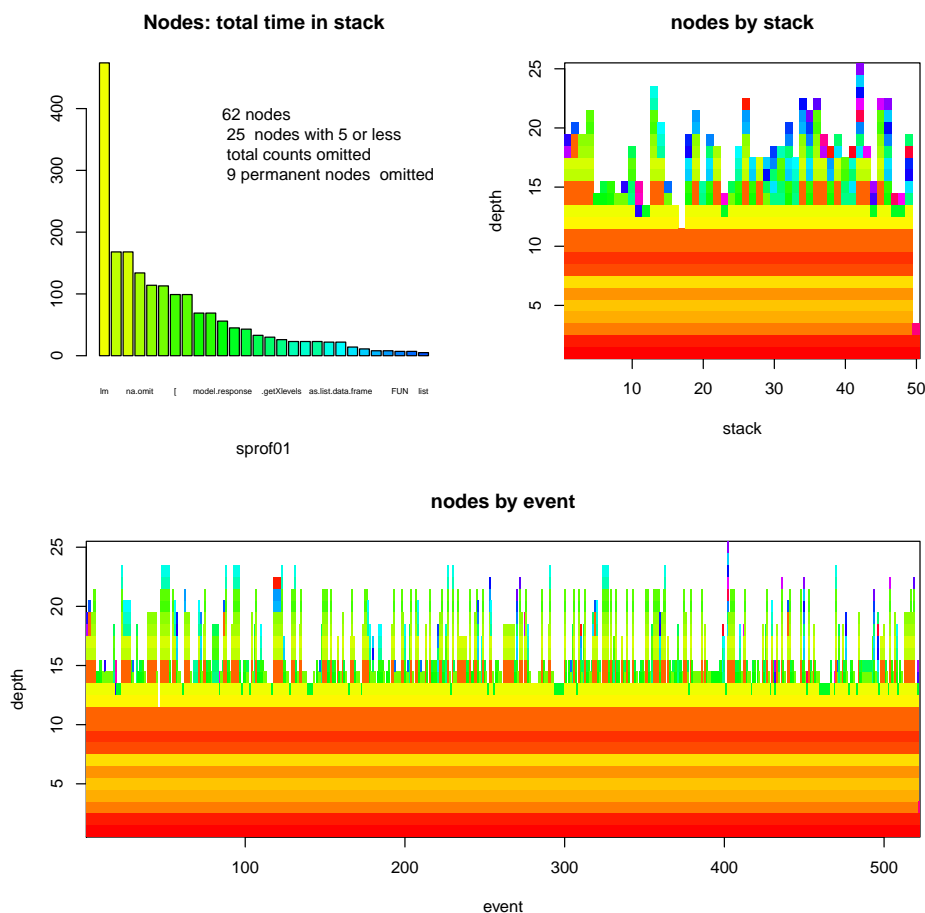 Nodes: total time in stack
400
300
200
100
0
62 nodes
25 nodes with 5 or less
total counts omitted
9 permanent nodes omitted
lm na.omit [ model.response .getXlevels as.list.data.frame FUN list
sprof01
nodes by stack
depth
25
20
15
10
5
10 20 30 40 50
stack
nodes by event
depth
25
20
15
10
5
100 200 300 400 500
event